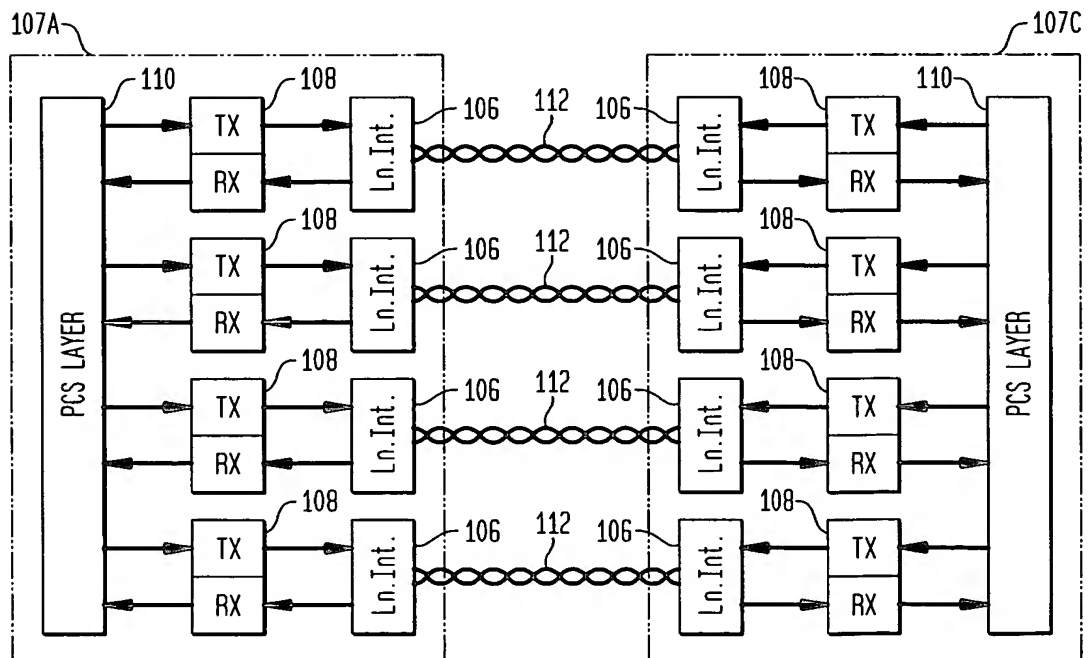 107A
107C
110
108
106
112
106
108
110
PCS LAYER
TX
RX
Ln.Int.
Ln.Int.
TX
RX
PCS LAYER
108
106
112
106
108
TX
RX
Ln.Int.
Ln.Int.
TX
RX
108
106
112
106
108
TX
RX
Ln.Int.
Ln.Int.
TX
RX
108
106
112
106
108
TX
RX
Ln.Int.
Ln.Int.
TX
RX